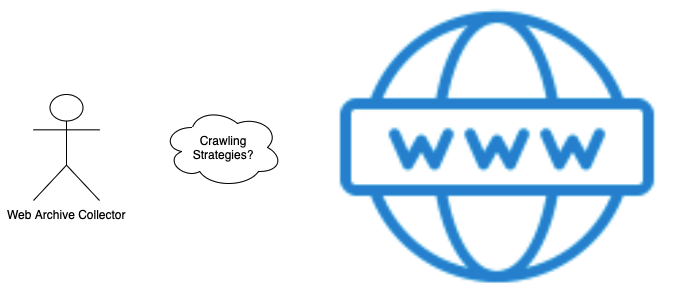 Crawling
Strategies?
WWW
Web Archive Collector